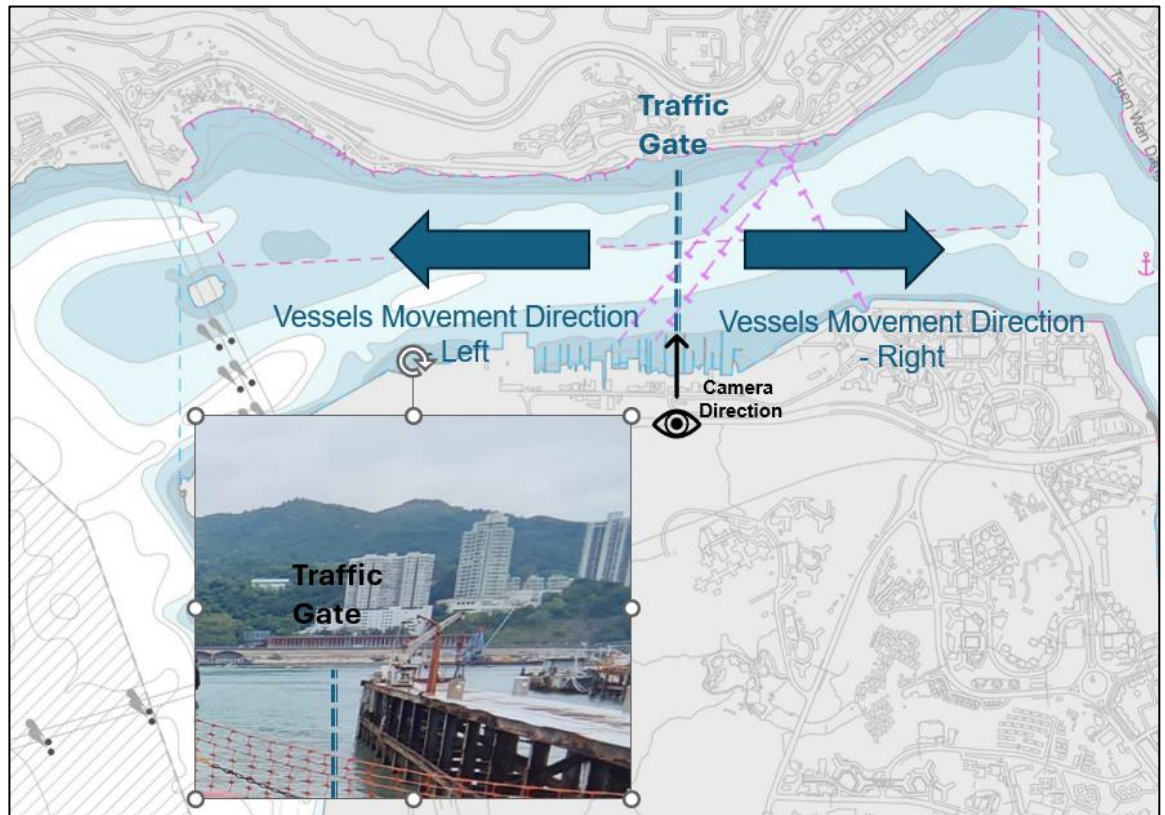 Traffic
Gate
Tsuen Wan
Vessels Movement Direction
- Left
Vessels Movement Direction
- Right
Camera
Direction
Traffic
Gate